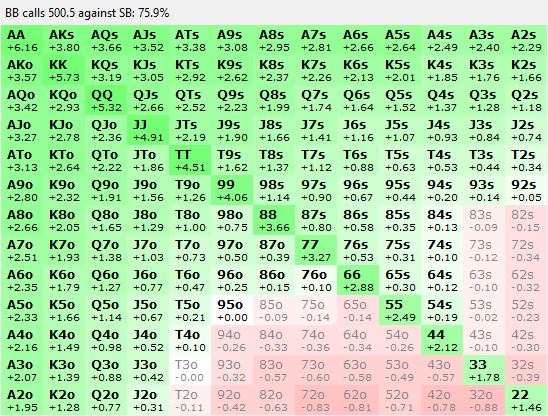 BB calls 500.5 against SB: 75.9%
AA AKs AQs AJs ATs A9s A8s A7s A6s A5s A4s A3s A2s
+6.16 +3.80 +3.66 +3.52 +3.38 +3.08 +2.95 +2.81 +2.66 +2.64 +2.49 +2.40 +2.29
AKo KK KQs KJs KTs K9s K8s K7s K6s K5s K4s K3s K2s
+3.57 +5.73 +3.19 +3.05 +2.92 +2.62 +2.37 +2.26 +2.13 +2.01 +1.85 +1.76 +1.66
AQo KQo QQ QJs QTs Q9s Q8s Q7s Q6s Q5s Q4s Q3s Q2s
+3.42 +2.93 +5.32 +2.66 +2.52 +2.23 +1.99 +1.74 +1.64 +1.52 +1.37 +1.28 +1.18
AJo KJo QJo JJ JTs J9s J8s J7s J6s J5s J4s J3s J2s
+3.27 +2.78 +2.36 +4.91 +2.19 +1.90 +1.66 +1.41 +1.16 +1.07 +0.93 +0.84 +0.74
ATo KTo QTo JTo TT T9s T8s T7s T6s T5s T4s T3s T2s
+3.13 +2.64 +2.22 +1.86 +4.51 +1.62 +1.37 +1.12 +0.88 +0.63 +0.53 +0.44 +0.34
A9o K9o Q9o J9o T9o 99 98s 97s 96s 95s 94s 93s 92s
+2.80 +2.32 +1.91 +1.56 +1.26 +4.06 +1.14 +0.90 +0.67 +0.44 +0.20 +0.14 +0.05
A8o K8o Q8o J8o T8o 98o 88 87s 86s 85s 84s 83s 82s
+2.66 +2.05 +1.65 +1.29 +1.00 +0.75 +3.66 +0.80 +0.58 +0.35 +0.13 -0.09 -0.15
A7o K7o Q7o J7o T7o 97o 87o 77 76s 75s 74s 73s 72s
+2.51 +1.93 +1.38 +1.03 +0.73 +0.50 +0.39 +3.27 +0.53 +0.31 +0.10 -0.12 -0.34
A6o K6o Q6o J6o T6o 96o 86o 76o 66 65s 64s 63s 62s
+2.35 +1.79 +1.27 +0.77 +0.47 +0.25 +0.15 +0.10 +2.88 +0.30 +0.12 -0.10 -0.32
A5o K5o Q5o J5o T5o 95o 85o 75o 65o 55 54s 53s 52s
+2.33 +1.66 +1.14 +0.67 +0.21 +0.00 -0.09 -0.14 -0.14 +2.49 +0.19 -0.02 -0.23
A4o K4o Q4o J4o T4o 94o 84o 74o 64o 54o 44 43s 42s
+2.16 +1.49 +0.98 +0.52 +0.10 -0.26 -0.33 -0.36 -0.34 -0.26 +2.12 -0.10 -0.30
A3o K3o Q3o J3o T3o 93o 83o 73o 63o 53o 43o 33 32s
+2.07 +1.39 +0.88 +0.42 -0.00 -0.32 -0.57 -0.60 -0.58 -0.49 -0.57 +1.78 -0.39
A2o K2o Q2o J2o T2o 92o 82o 72o 62o 52o 42o 32o 22
+1.95 +1.28 +0.77 +0.31 -0.11 -0.42 -0.63 -0.83 -0.81 -0.71 -0.78 -0.88 +1.46